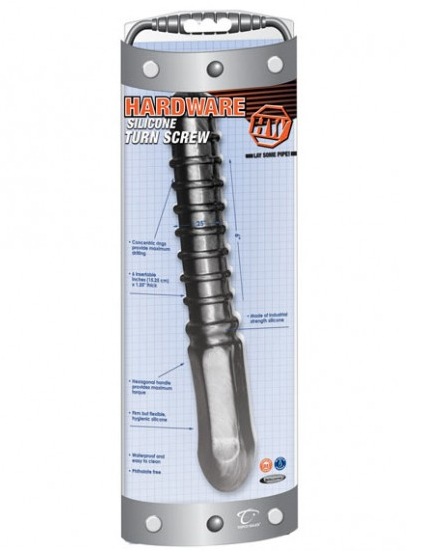 HARDWARE
SILICONE
TURN SCREW
HW
LAY SOME PIPE!
.25"
• Concentric rings
provide maximum
drilling
• 6 insertable
inches (15.25 cm)
x 1.50" thick
• Made of industrial
strength silicone
• Hexagonal handle
provides maximum
torque
• Firm but flexible,
hygienic silicone
• Waterproof and
easy to clean
• Phthalate free